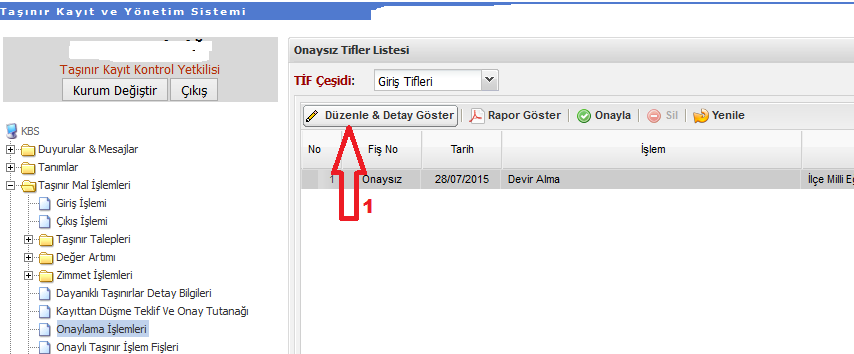 Taşınır Kayıt ve Yönetim Sistemi
Taşınır Kayıt Kontrol Yetkilisi
Kurum Değiştir Çıkış
KBS
Duyurular & Mesajlar
Tanımlar
Taşınır Mal İşlemleri
Giriş İşlemi
Çıkış İşlemi
Taşınır Talepleri
Değer Artımı
Zimmet İşlemleri
Dayanıklı Taşınırlar Detay Bilgileri
Kayıttan Düşme Teklif Ve Onay Tutanağı
Onaylama İşlemleri
Onaylı Taşınır İşlem Fişleri
Onaysız Tifler Listesi
TİF Çeşidi: Giriş Tifleri
Düzenle & Detay Göster Rapor Göster Onayla Sil Yenile
No Fiş No Tarih İşlem
1 Onaysız 28/07/2015 Devir Alma İlçe Milli Eğ
1